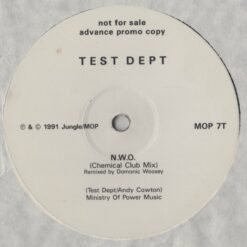 not for sale
advance promo copy
TEST DEPT
℗ & © 1991 Jungle/MOP
MOP 7T
N.W.O.
(Chemical Club Mix)
Remixed by Domonic Woosey
(Test Dept/Andy Cowton)
Ministry Of Power Music